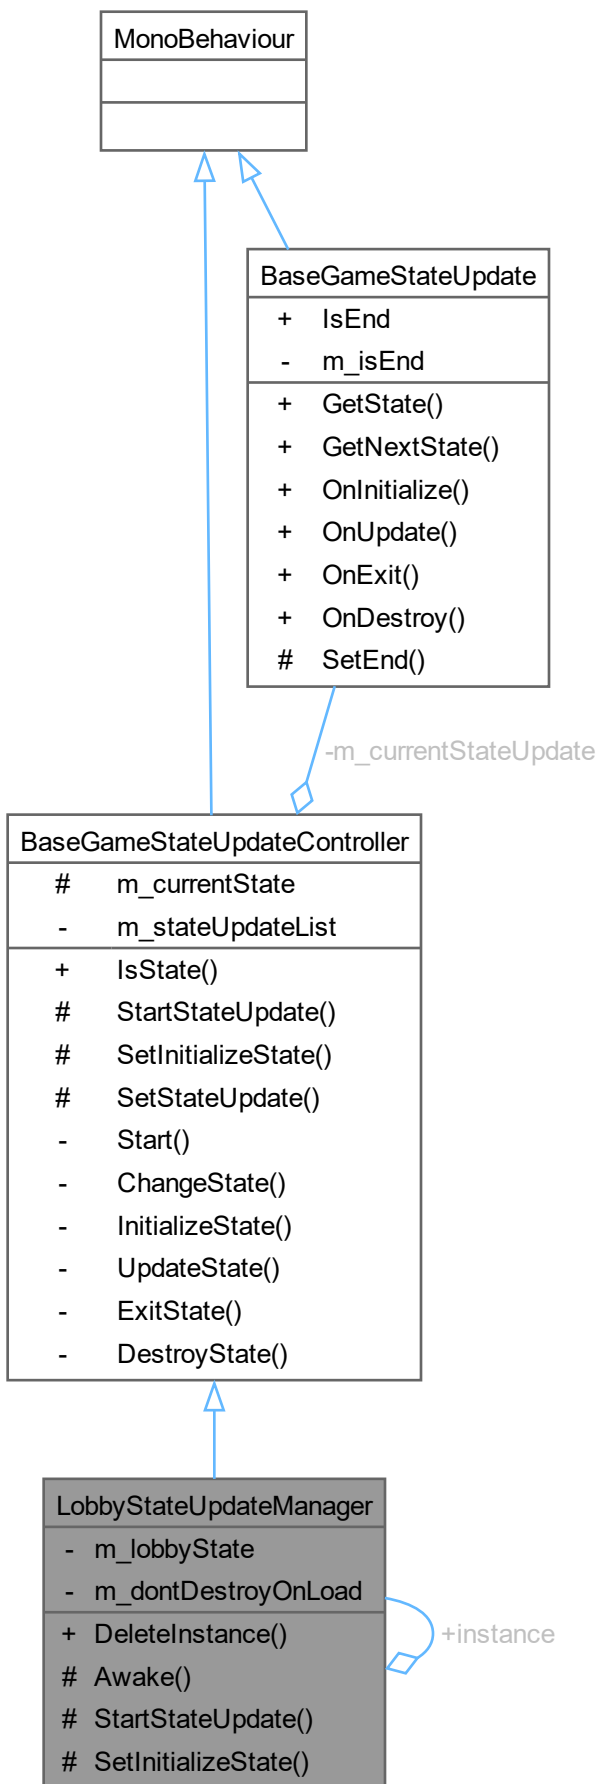 MonoBehaviour
BaseGameStateUpdate
+ IsEnd
- m_isEnd
+ GetState()
+ GetNextState()
+ OnInitialize()
+ OnUpdate()
+ OnExit()
+ OnDestroy()
# SetEnd()
-m_currentStateUpdate
BaseGameStateUpdateController
# m_currentState
- m_stateUpdateList
+ IsState()
# StartStateUpdate()
# SetInitializeState()
# SetStateUpdate()
- Start()
- ChangeState()
- InitializeState()
- UpdateState()
- ExitState()
- DestroyState()
LobbyStateUpdateManager
- m_lobbyState
- m_dontDestroyOnLoad
+ DeleteInstance()
+instance
# Awake()
# StartStateUpdate()
# SetInitializeState()